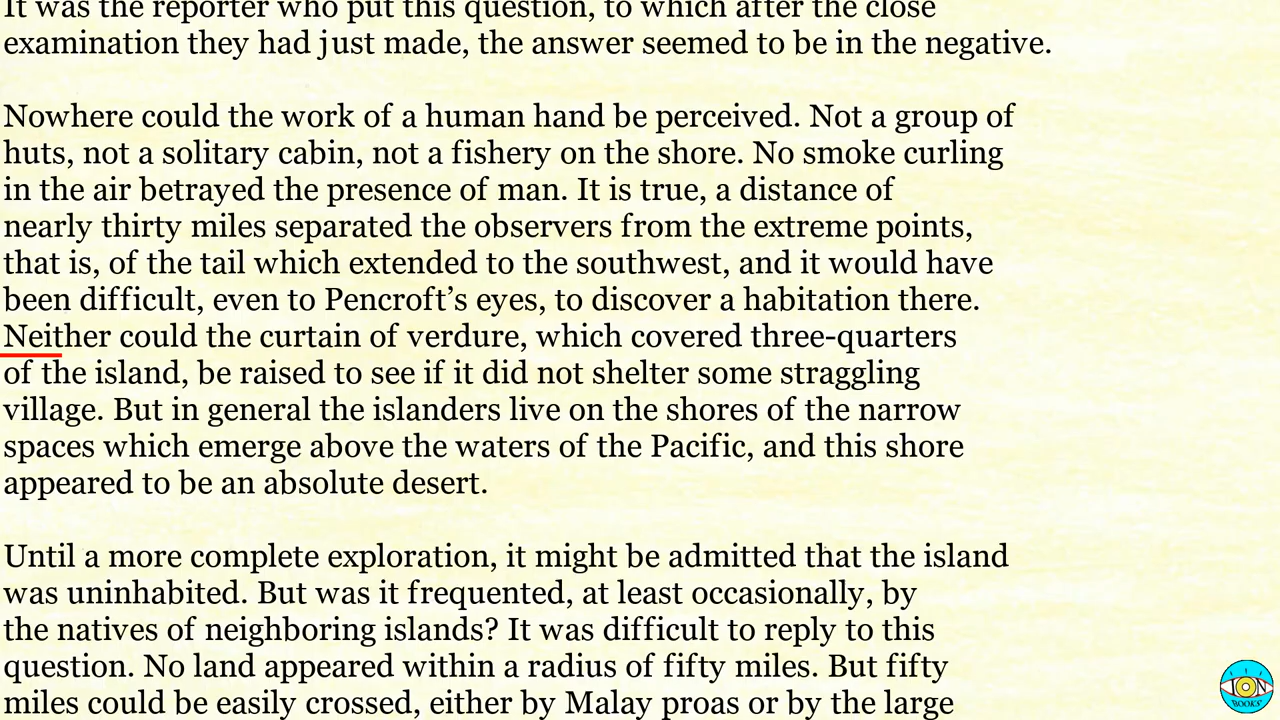 It was the reporter who put this question, to which after the close
examination they had just made, the answer seemed to be in the negative.
Nowhere could the work of a human hand be perceived. Not a group of
huts, not a solitary cabin, not a fishery on the shore. No smoke curling
in the air betrayed the presence of man. It is true, a distance of
nearly thirty miles separated the observers from the extreme points,
that is, of the tail which extended to the southwest, and it would have
been difficult, even to Pencroft’s eyes, to discover a habitation there.
Neither could the curtain of verdure, which covered three-quarters
of the island, be raised to see if it did not shelter some straggling
village. But in general the islanders live on the shores of the narrow
spaces which emerge above the waters of the Pacific, and this shore
appeared to be an absolute desert.
Until a more complete exploration, it might be admitted that the island
was uninhabited. But was it frequented, at least occasionally, by
the natives of neighboring islands? It was difficult to reply to this
question. No land appeared within a radius of fifty miles. But fifty
miles could be easily crossed, either by Malay proas or by the large
ION
BOOKS